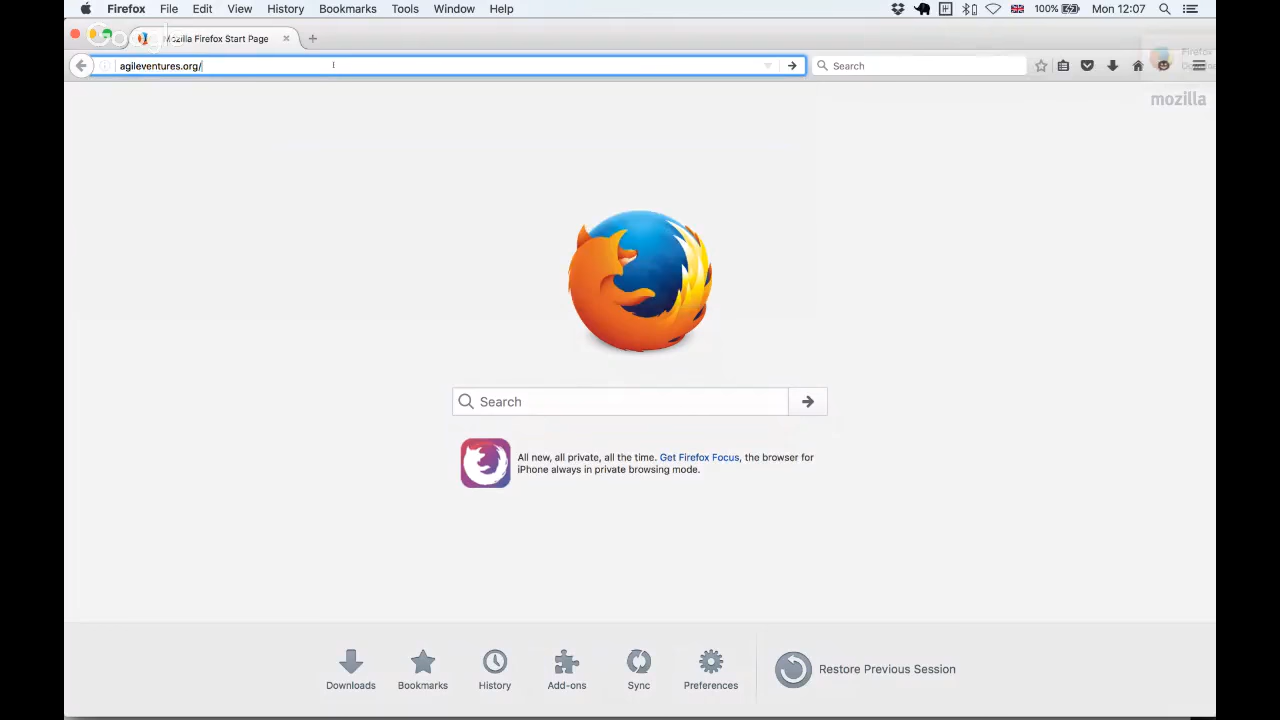 Firefox File Edit View History Bookmarks Tools Window Help
100% Mon 12:07
Mozilla Firefox Start Page
agileventures.org/
Search
Firefox
mozilla
Search
All new, all private, all the time. Get Firefox Focus, the browser for
iPhone always in private browsing mode.
Downloads Bookmarks History Add-ons Sync Preferences Restore Previous Session